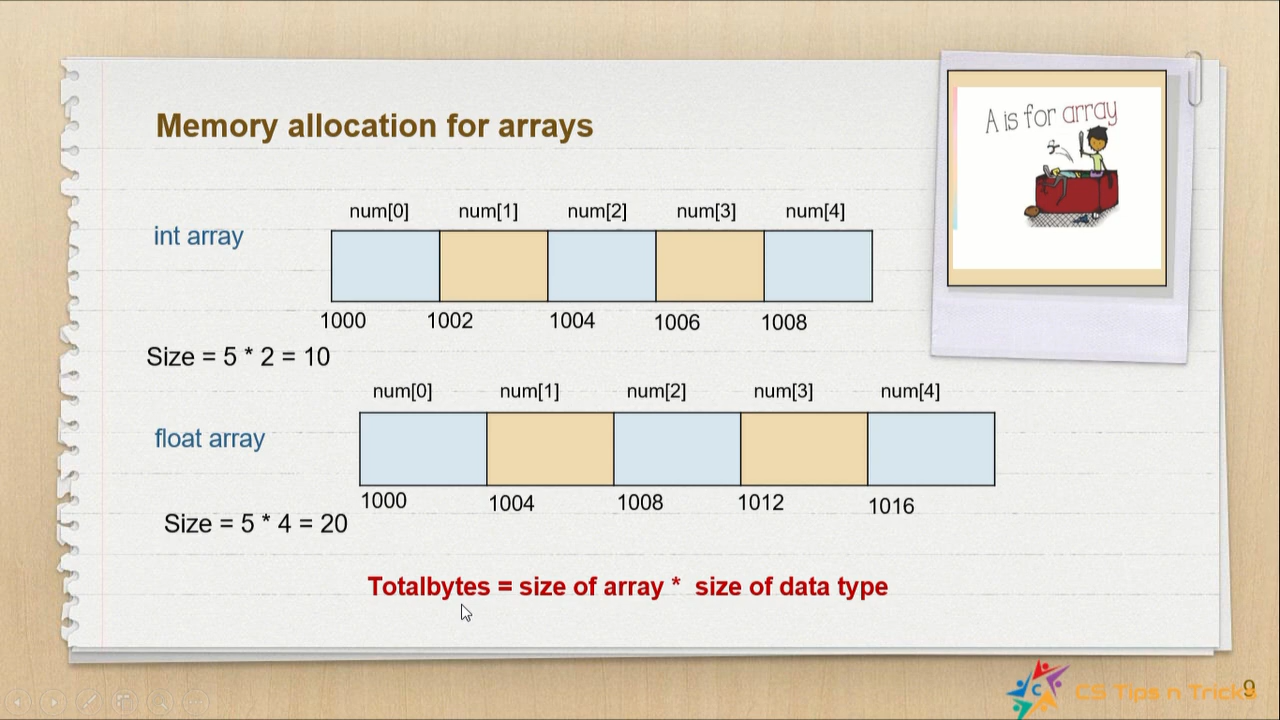 Memory allocation for arrays
A is for array
num[0] num[1] num[2] num[3] num[4]
int array
1000 1002 1004 1006 1008
Size = 5 * 2 = 10
num[0] num[1] num[2] num[3] num[4]
float array
1000 1004 1008 1012 1016
Size = 5 * 4 = 20
Totalbytes = size of array * size of data type
C
CS Tips n Tricks
9